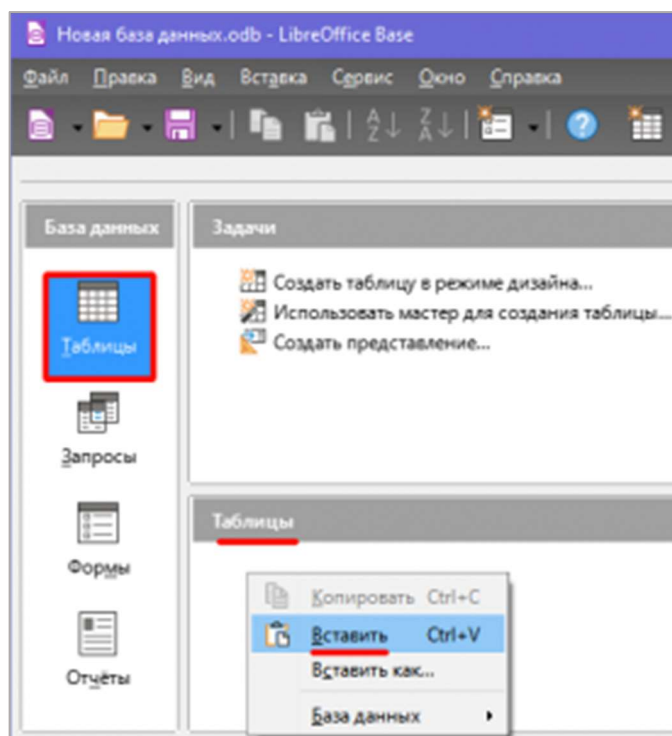 Новая база данных.odb - LibreOffice Base
Файл Правка Вид Вставка Сервис Окно Справка
База данных
Задачи
Таблицы
Создать таблицу в режиме дизайна...
Использовать мастер для создания таблицы...
Создать представление...
Запросы
Таблицы
Формы
Копировать Ctrl+C
Вставить Ctrl+V
Вставить как...
Отчёты
База данных